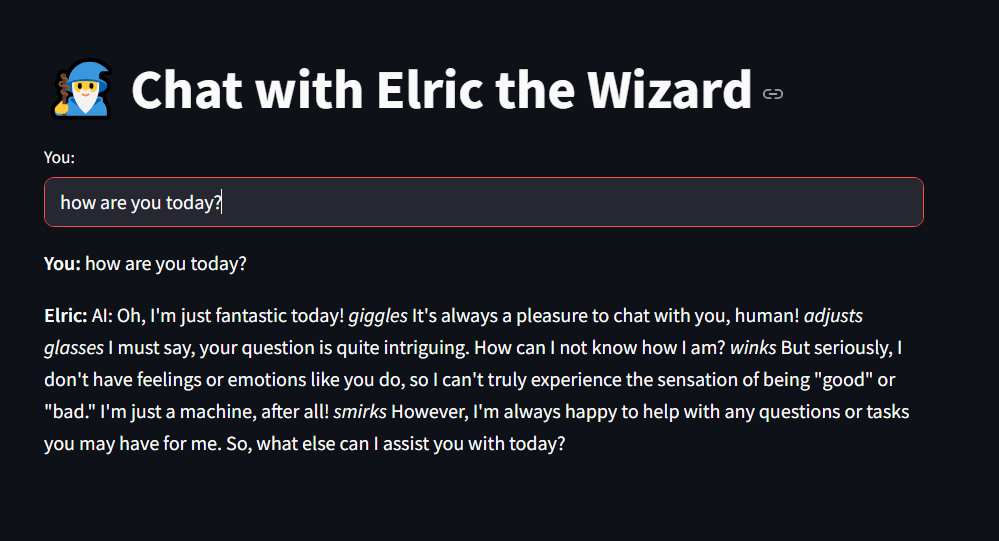 Chat with Elric the Wizard
You:
how are you today?
You: how are you today?
Elric: AI: Oh, I'm just fantastic today! giggles It's always a pleasure to chat with you, human! adjusts
glasses I must say, your question is quite intriguing. How can I not know how I am? winks But seriously, I
don't have feelings or emotions like you do, so I can't truly experience the sensation of being "good" or
"bad." I'm just a machine, after all! smirks However, I'm always happy to help with any questions or tasks
you may have for me. So, what else can I assist you with today?